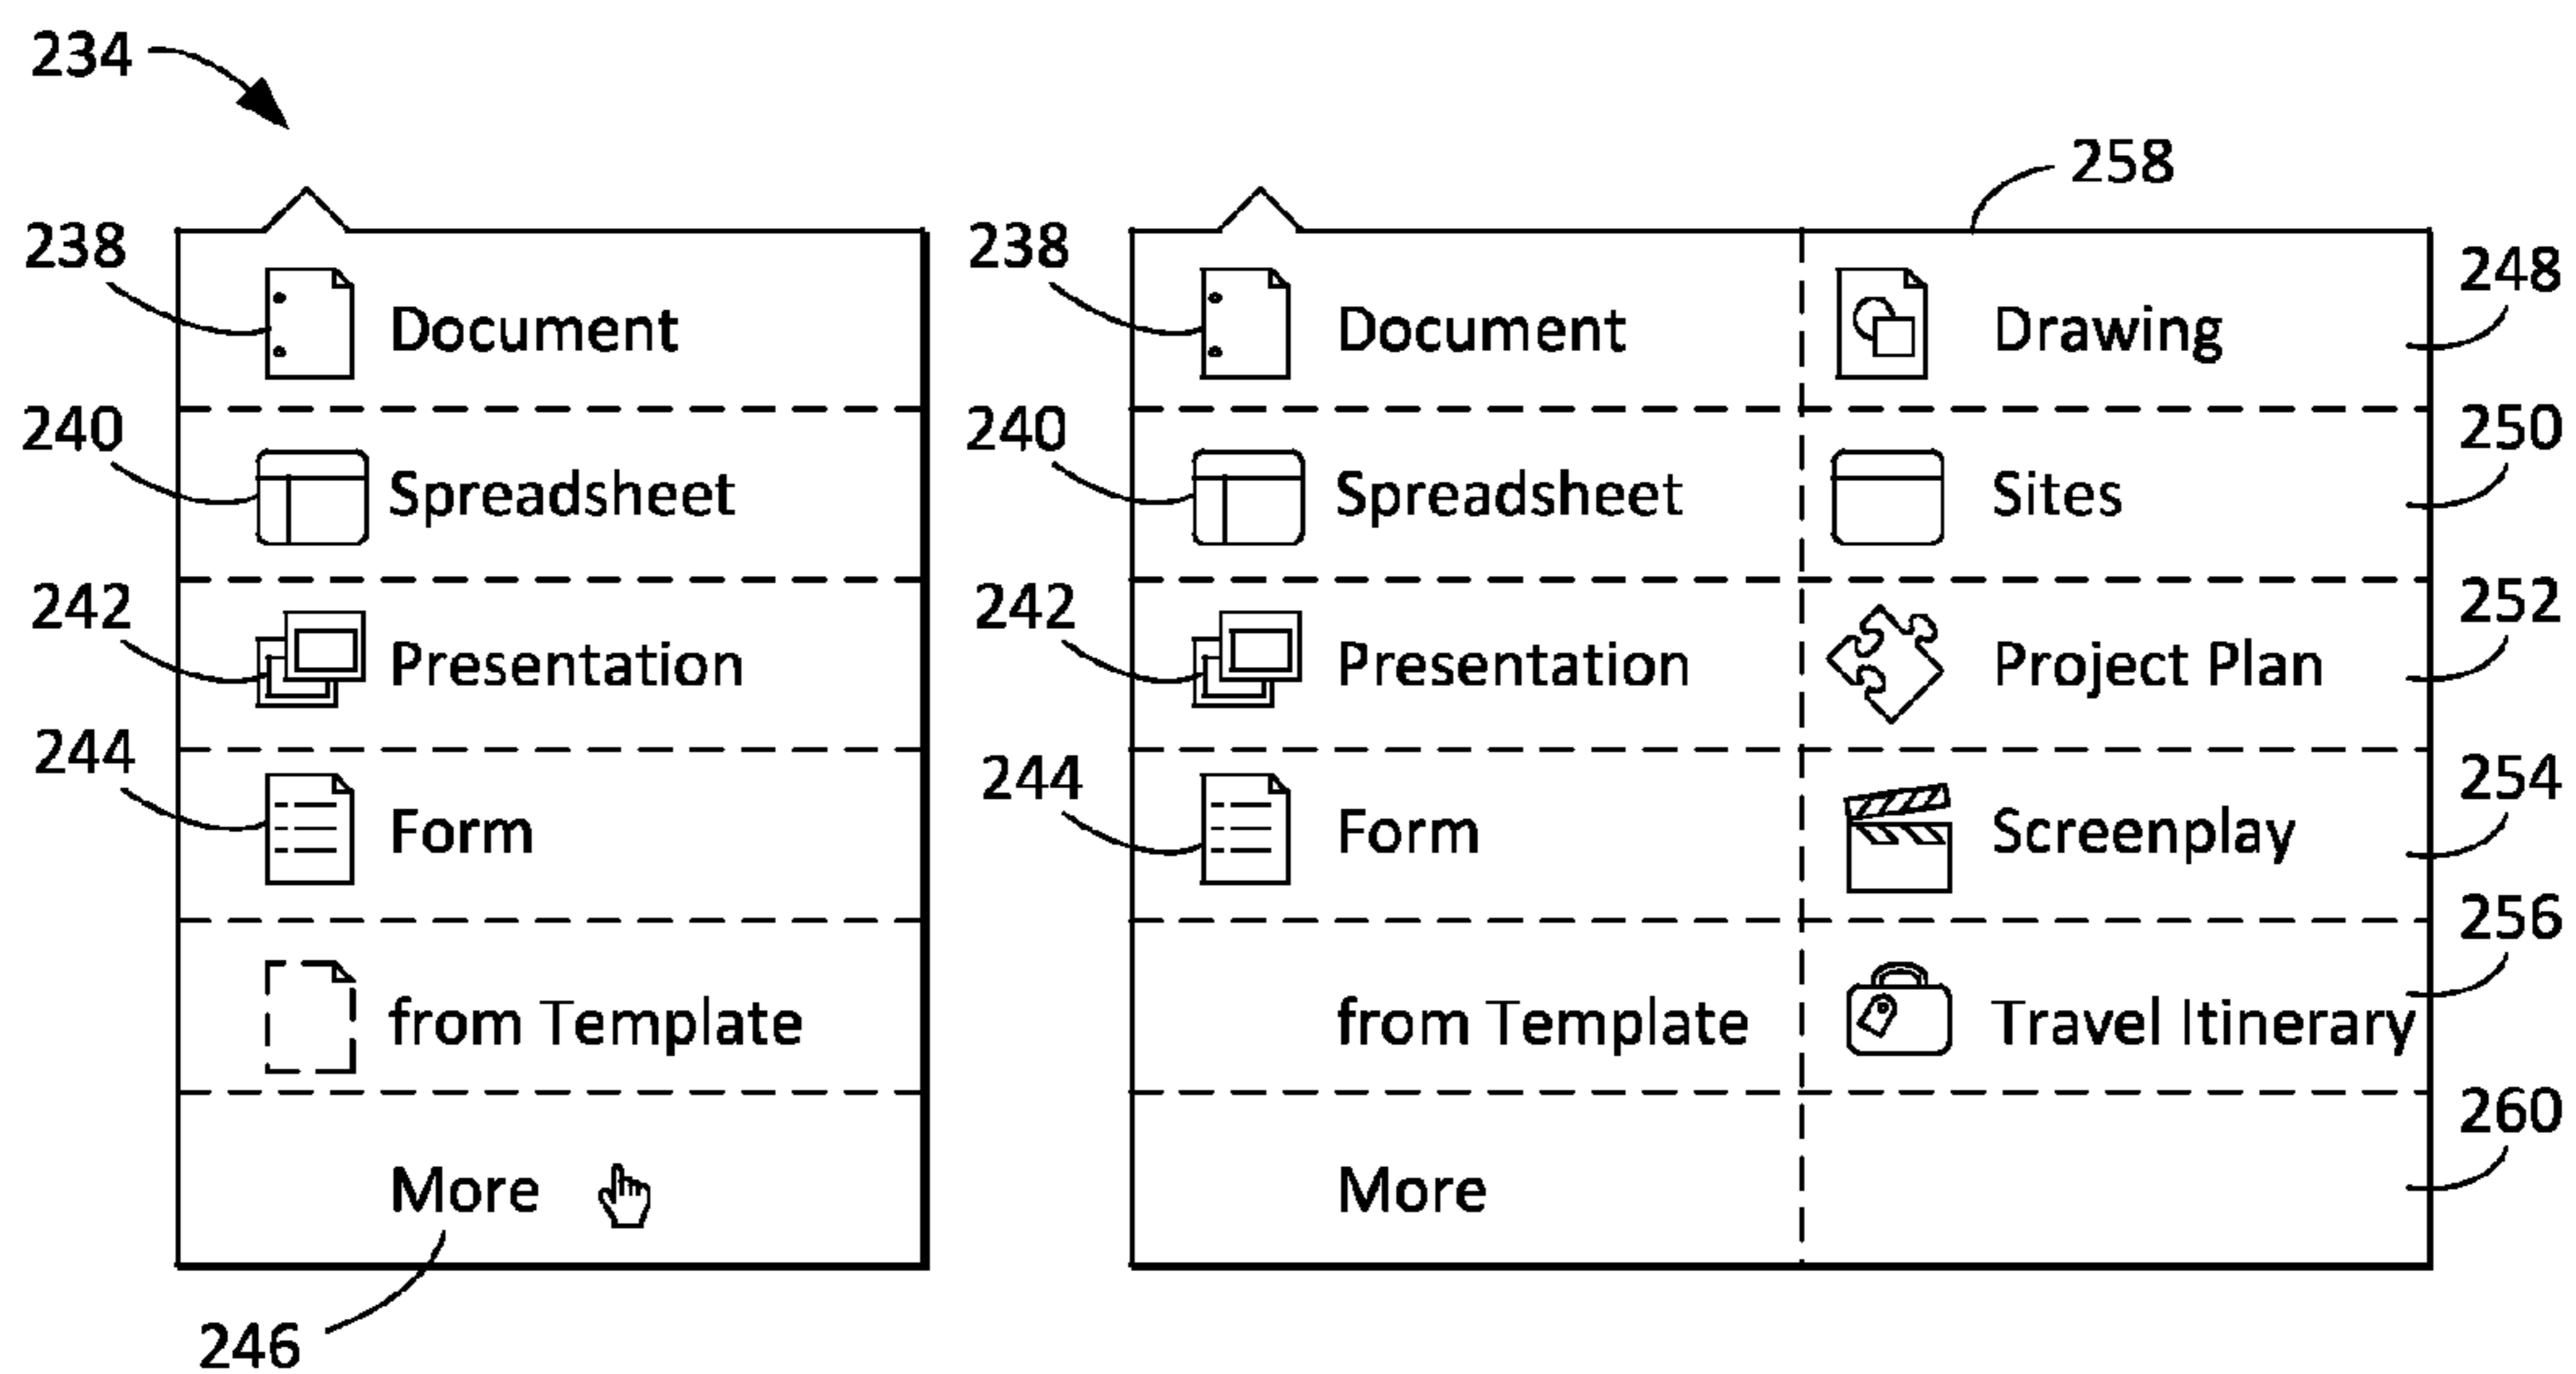 234
258
238
Document
240
Spreadsheet
242
Presentation
244
Form
from Template
More
246
238
Document
Drawing
248
240
Spreadsheet
Sites
250
242
Presentation
Project Plan
252
244
Form
Screenplay
254
from Template
Travel Itinerary
256
More
260